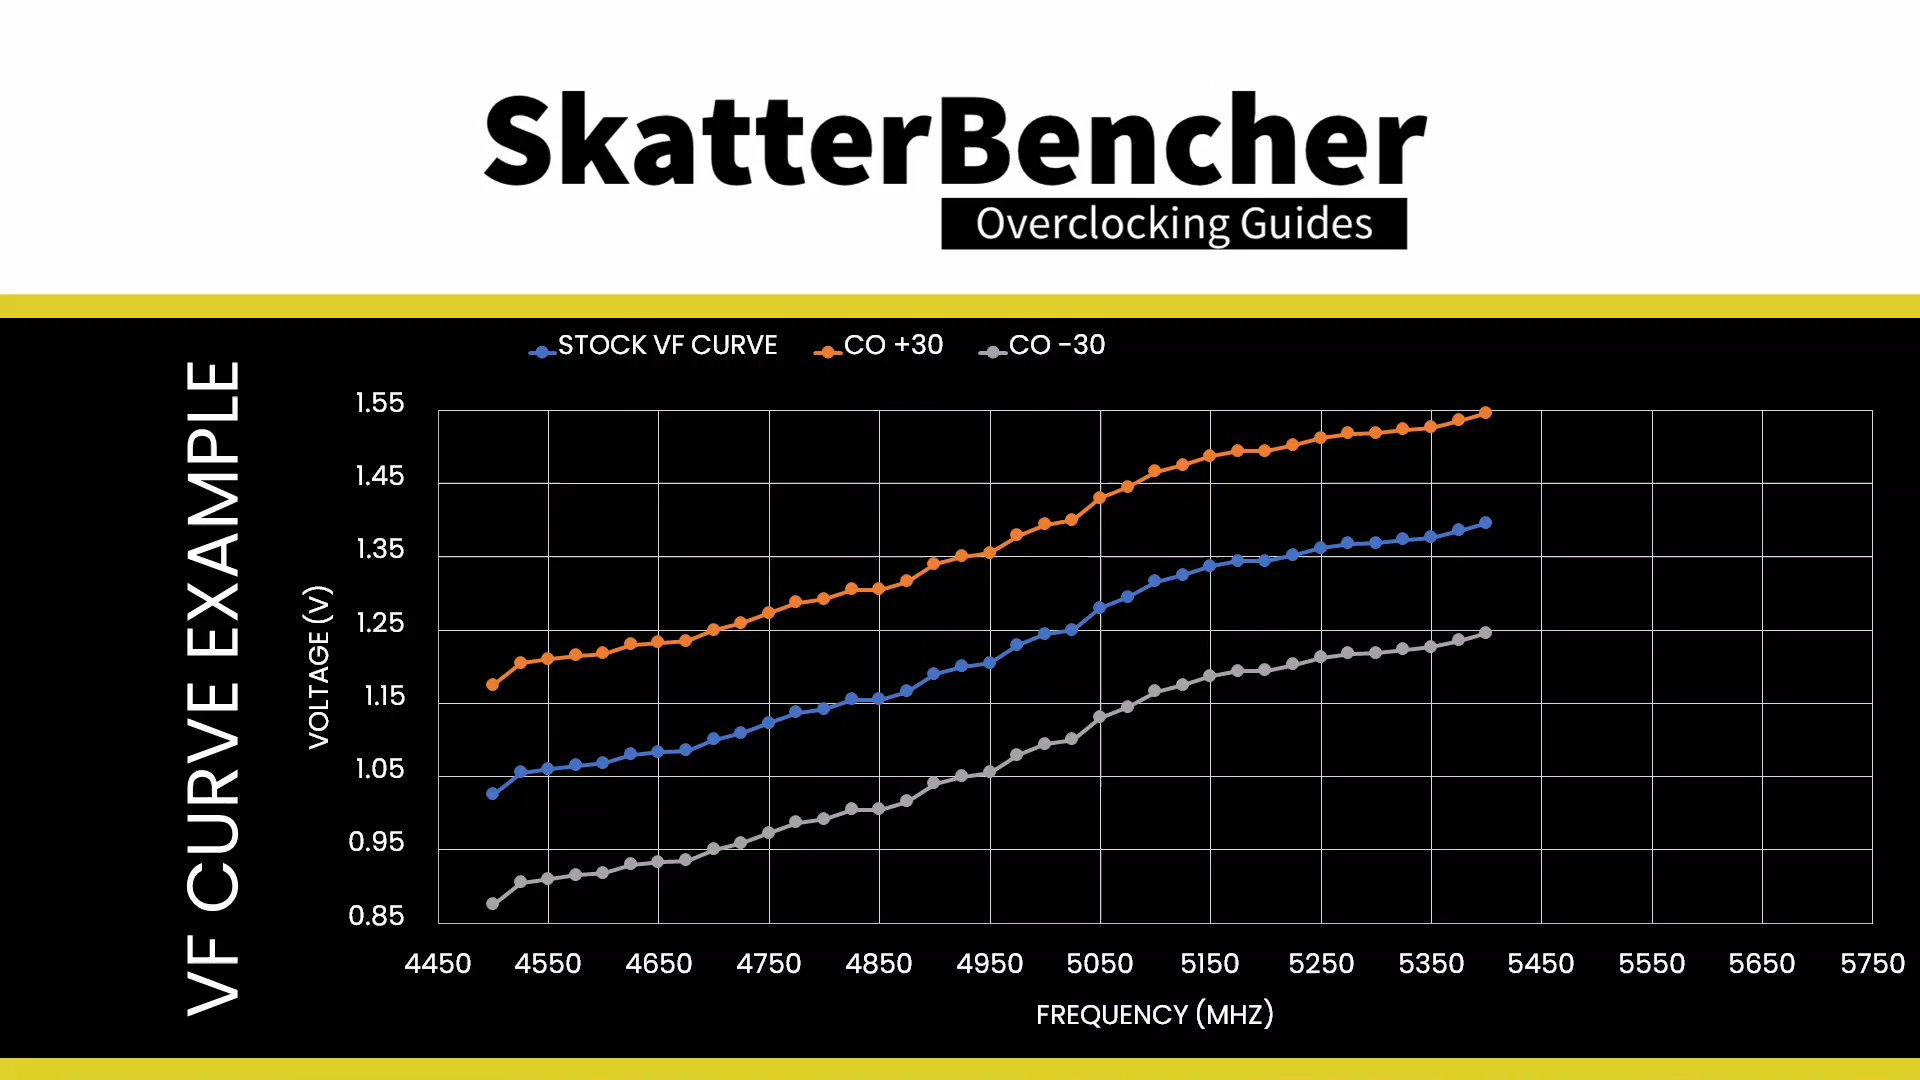 SkatterBencher
Overclocking Guides
VF CURVE EXAMPLE
STOCK VF CURVE CO +30 CO -30
VOLTAGE (V)
1.55
1.45
1.35
1.25
1.15
1.05
0.95
0.85
4450 4550 4650 4750 4850 4950 5050 5150 5250 5350 5450 5550 5650 5750
FREQUENCY (MHZ)